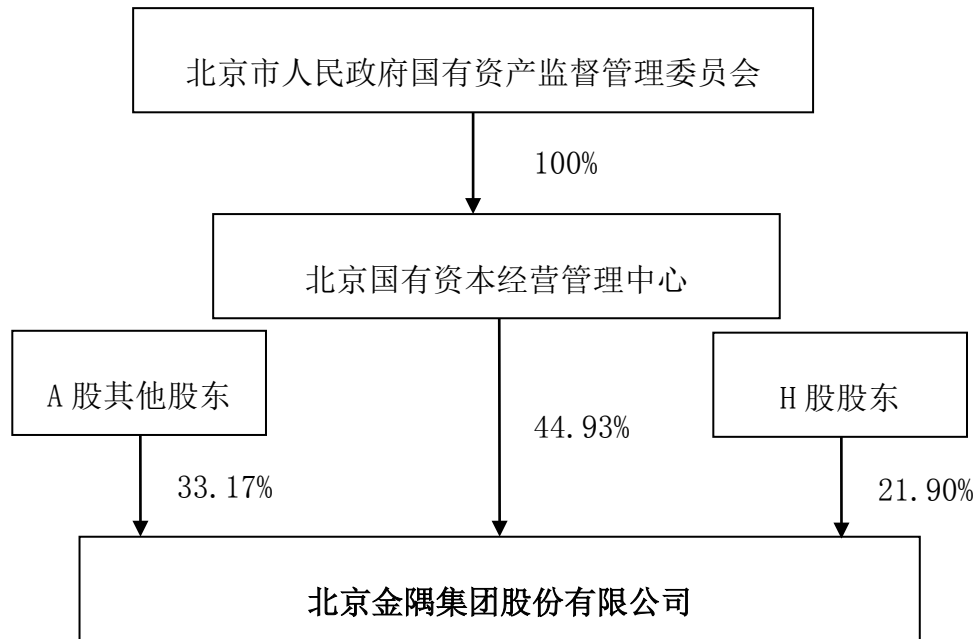 北京市人民政府国有资产监督管理委员会
100%
北京国有资本经营管理中心
A 股其他股东
H 股股东
44.93%
33.17%
21.90%
北京金隅集团股份有限公司